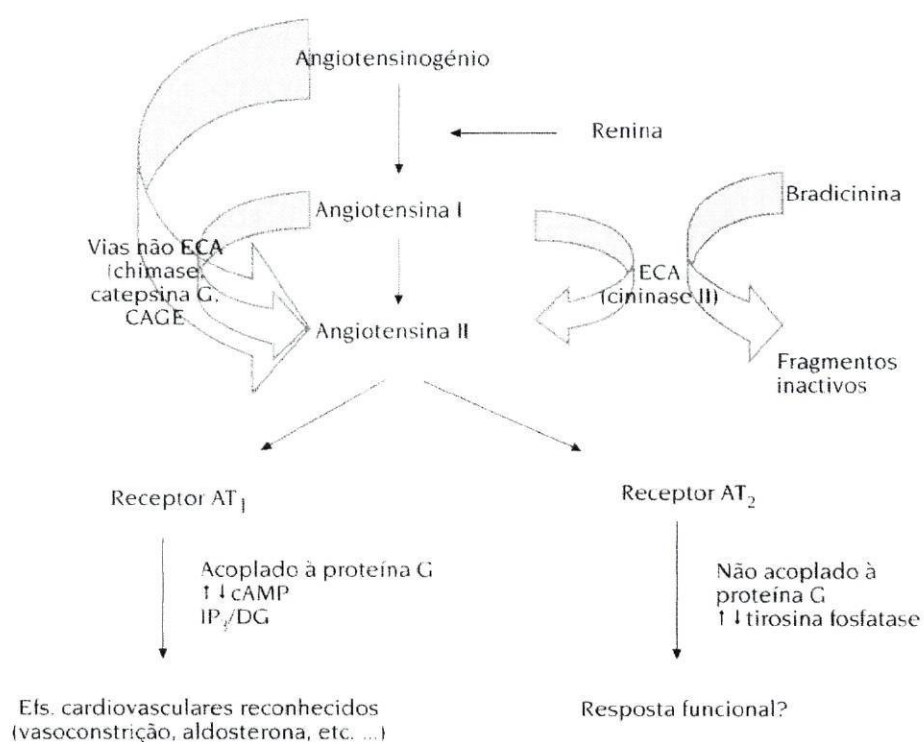 Angiotensinogénio
Renina
Angiotensina I
Bradicinina
Vias não ECA
(chimase,
catepsina G,
CAGE
ECA
(cininase II)
Angiotensina II
Fragmentos
inactivos
Receptor AT1
Receptor AT2
Acoplado à proteína G
↑↓cAMP
IP3/DG
Não acoplado à
proteína G
↑↓tirosina fosfatase
Efs. cardiovasculares reconhecidos
(vasoconstrição, aldosterona, etc. ...)
Resposta funcional?